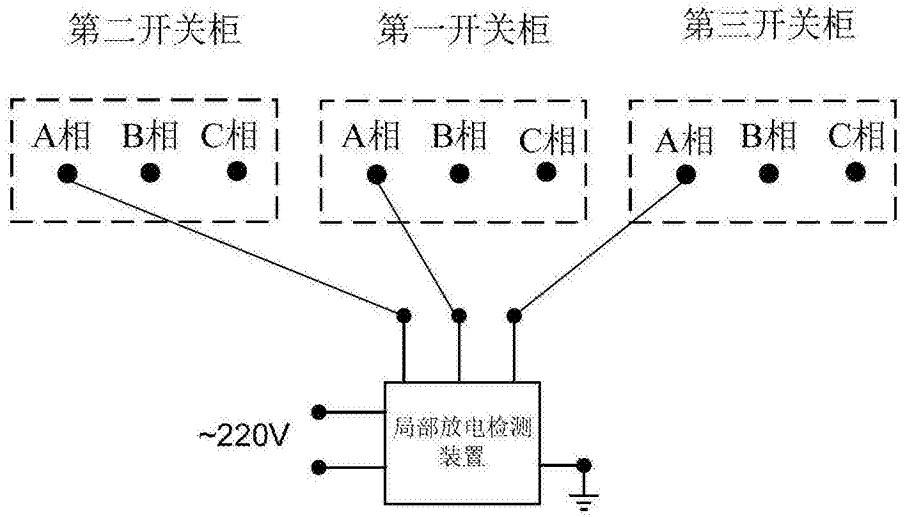 第二开关柜
第一开关柜
第三开关柜
A相 B相 C相
A相 B相 C相
A相 B相 C相
~220V
局部放电检测
装置